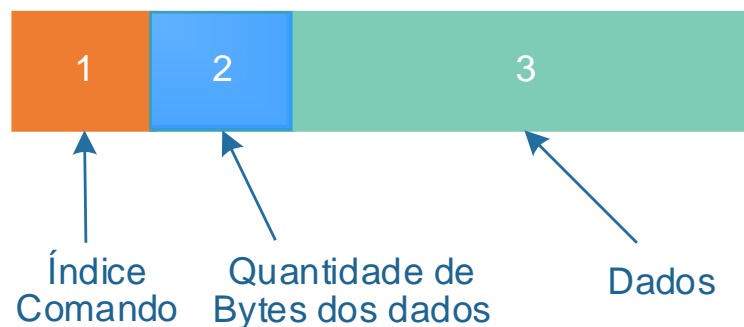 1
2
3
Índice
Comando
Quantidade de
Bytes dos dados
Dados